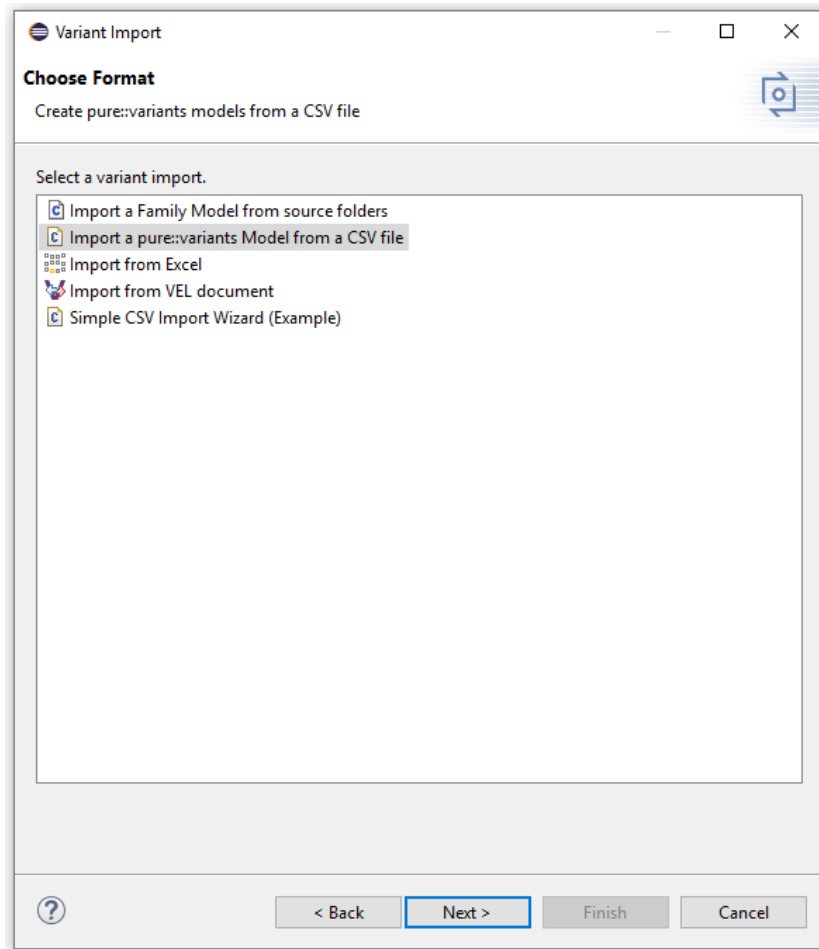 Variant Import
Choose Format
Create pure::variants models from a CSV file
Select a variant import.
Import a Family Model from source folders
Import a pure::variants Model from a CSV file
Import from Excel
Import from VEL document
Simple CSV Import Wizard (Example)
? < Back Next > Finish Cancel